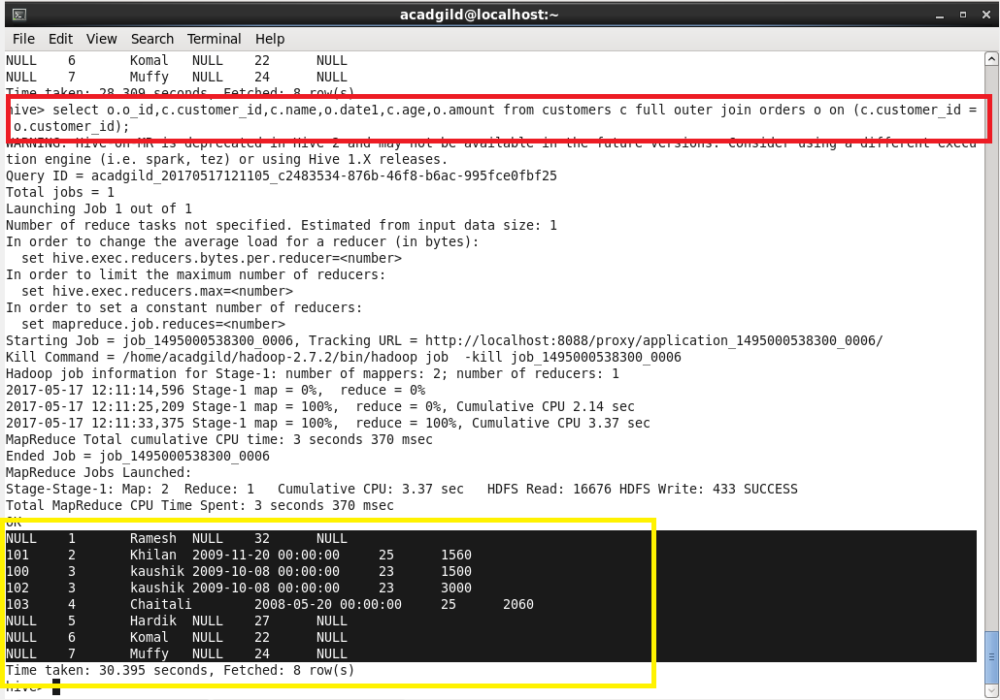 acadgild@localhost:~
File Edit View Search Terminal Help
NULL 6 Komal NULL 22 NULL
NULL 7 Muffy NULL 24 NULL
Time taken: 28.309 seconds, Fetched: 8 row(s)
hive> select o.o_id,c.customer_id,c.name,o.date1,c.age,o.amount from customers c full outer join orders o on (c.customer_id =
o.customer_id);
WARNING: Hive-on-MR is deprecated in Hive 2 and may not be available in the future versions. Consider using a different execu
tion engine (i.e. spark, tez) or using Hive 1.X releases.
Query ID = acadgild_20170517121105_c2483534-876b-46f8-b6ac-995fce0fbf25
Total jobs = 1
Launching Job 1 out of 1
Number of reduce tasks not specified. Estimated from input data size: 1
In order to change the average load for a reducer (in bytes):
  set hive.exec.reducers.bytes.per.reducer=<number>
In order to limit the maximum number of reducers:
  set hive.exec.reducers.max=<number>
In order to set a constant number of reducers:
  set mapreduce.job.reduces=<number>
Starting Job = job_1495000538300_0006, Tracking URL = http://localhost:8088/proxy/application_1495000538300_0006/
Kill Command = /home/acadgild/hadoop-2.7.2/bin/hadoop job  -kill job_1495000538300_0006
Hadoop job information for Stage-1: number of mappers: 2; number of reducers: 1
2017-05-17 12:11:14,596 Stage-1 map = 0%,  reduce = 0%
2017-05-17 12:11:25,209 Stage-1 map = 100%,  reduce = 0%, Cumulative CPU 2.14 sec
2017-05-17 12:11:33,375 Stage-1 map = 100%,  reduce = 100%, Cumulative CPU 3.37 sec
MapReduce Total cumulative CPU time: 3 seconds 370 msec
Ended Job = job_1495000538300_0006
MapReduce Jobs Launched:
Stage-Stage-1: Map: 2  Reduce: 1   Cumulative CPU: 3.37 sec   HDFS Read: 16676 HDFS Write: 433 SUCCESS
Total MapReduce CPU Time Spent: 3 seconds 370 msec
OK
NULL 1 Ramesh NULL 32 NULL
101 2 Khilan 2009-11-20 00:00:00 25 1560
100 3 kaushik 2009-10-08 00:00:00 23 1500
102 3 kaushik 2009-10-08 00:00:00 23 3000
103 4 Chaitali 2008-05-20 00:00:00 25 2060
NULL 5 Hardik NULL 27 NULL
NULL 6 Komal NULL 22 NULL
NULL 7 Muffy NULL 24 NULL
Time taken: 30.395 seconds, Fetched: 8 row(s)
hive>